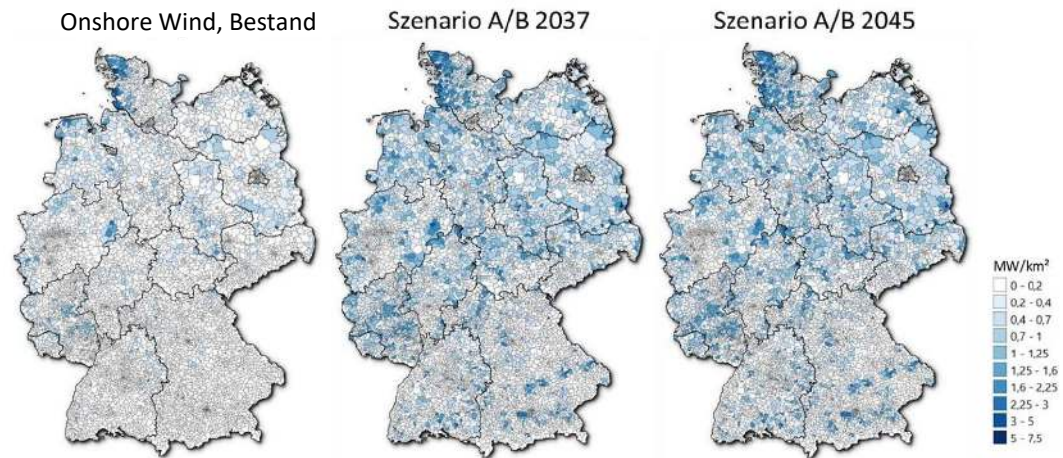 Onshore Wind, Bestand
Szenario A/B 2037
Szenario A/B 2045
MW/km²
0 - 0,2
0,2 - 0,4
0,4 - 0,7
0,7 - 1
1 - 1,25
1,25 - 1,6
1,6 - 2,25
2,25 - 3
3 - 5
5 - 7,5